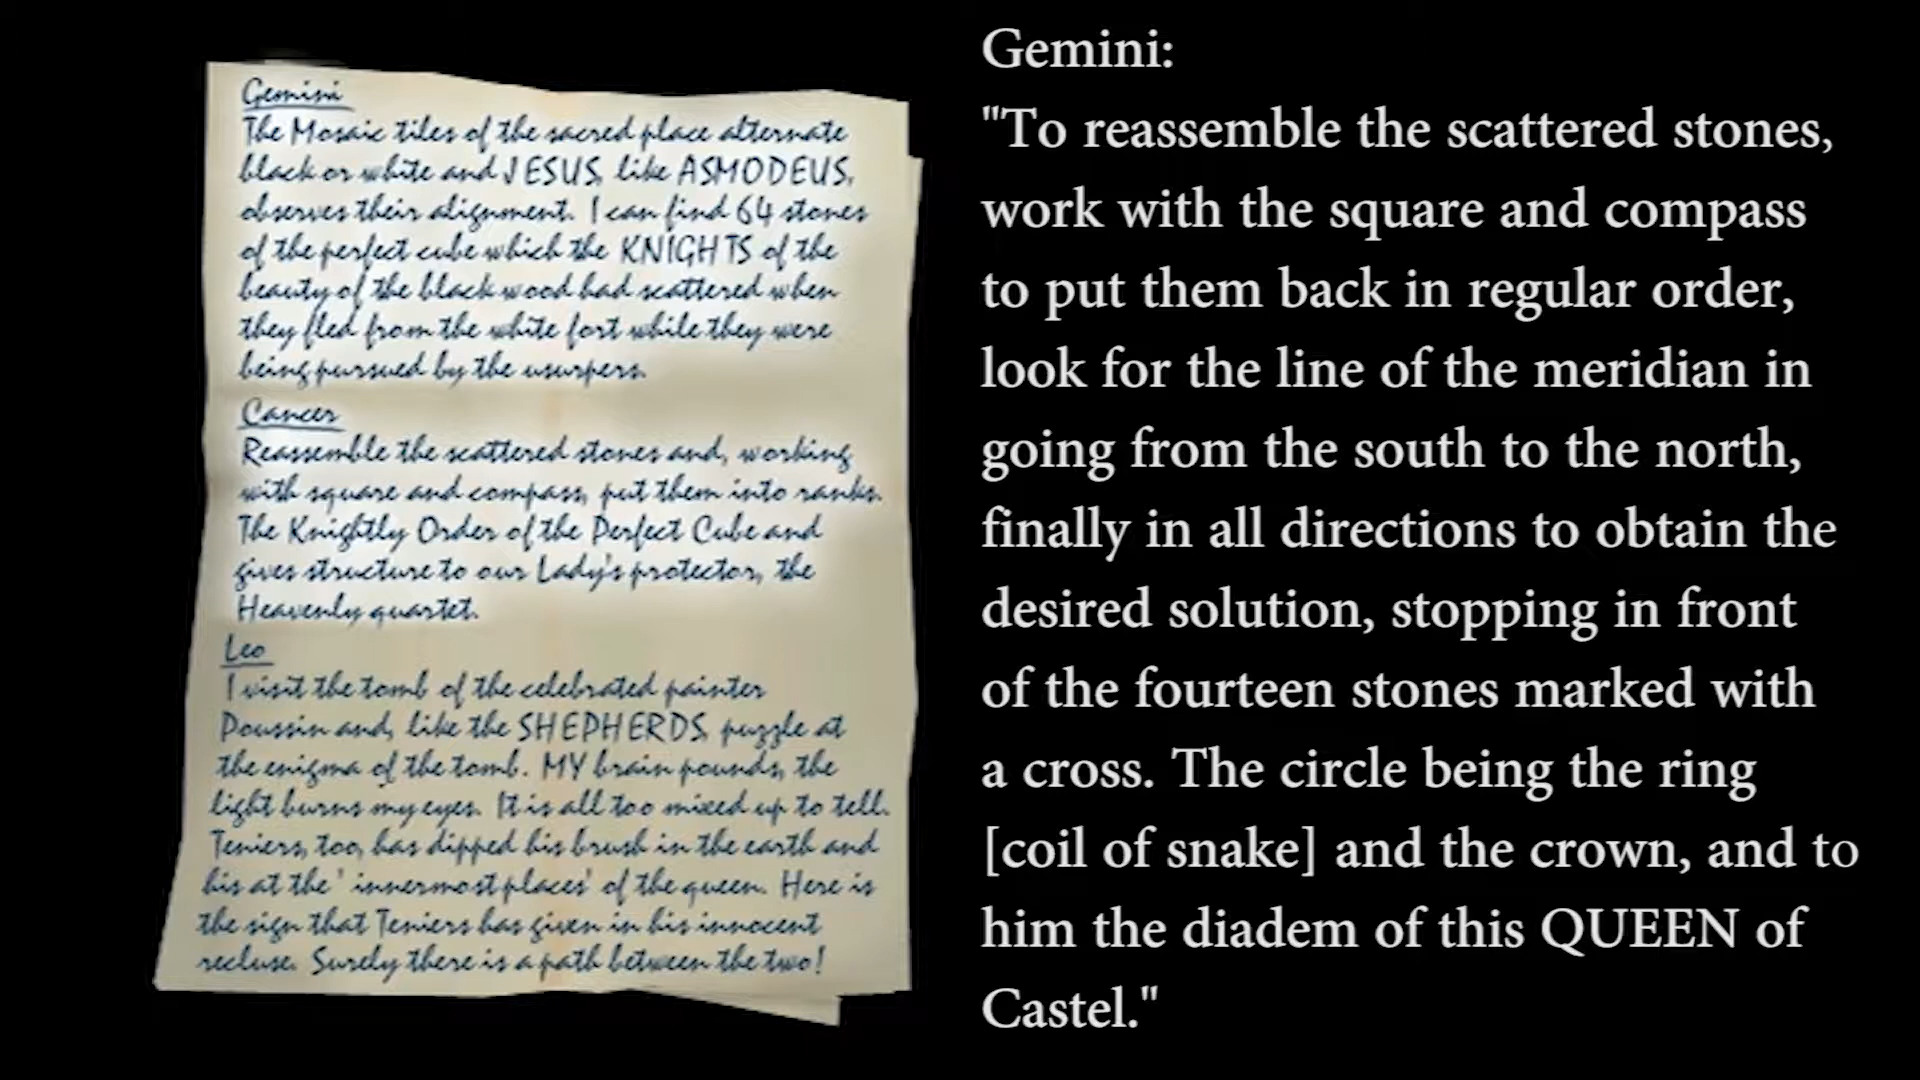 Gemini
The Mosaic tiles of the sacred place alternate
black or white and JESUS, like ASMODEUS,
observes their alignment. I can find 64 stones
of the perfect cube which the KNIGHTS of the
beauty of the black wood had scattered when
they fled from the white fort while they were
being pursued by the usurpers.
Cancer
Reassemble the scattered stones and, working
with square and compass, put them into ranks.
The Knightly Order of the Perfect Cube and
gives structure to our Lady's protector, the
Heavenly quartet.
Leo
I visit the tomb of the celebrated painter
Poussin and, like the SHEPHERDS, puzzle at
the enigma of the tomb. MY brain pounds, the
light burns my eyes. It is all too mixed up to tell.
Teniers, too, has dipped his brush in the earth and
his at the ' innermost places' of the queen. Here is
the sign that Teniers has given in his innocent
recluse. Surely there is a path between the two!
Gemini:
"To reassemble the scattered stones,
work with the square and compass
to put them back in regular order,
look for the line of the meridian in
going from the south to the north,
finally in all directions to obtain the
desired solution, stopping in front
of the fourteen stones marked with
a cross. The circle being the ring
[coil of snake] and the crown, and to
him the diadem of this QUEEN of
Castel."